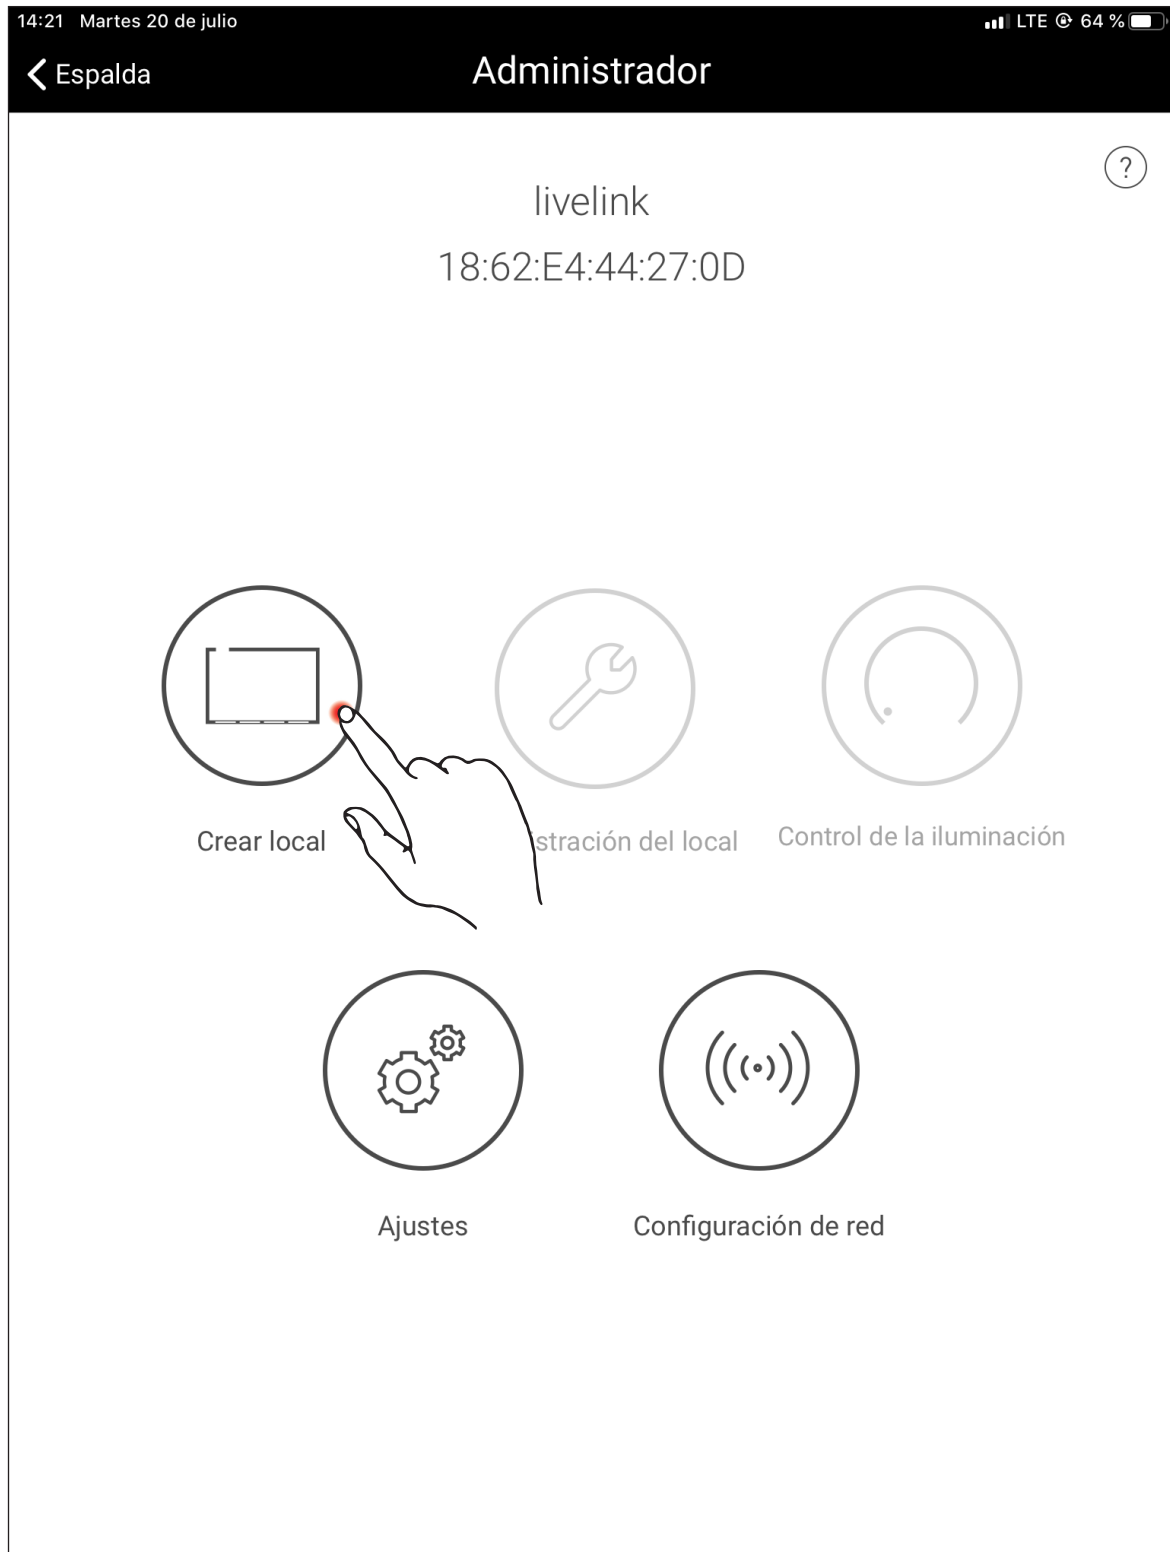 14:21 Martes 20 de julio
LTE 64 %
Espalda
Administrador
?
livelink
18:62:E4:44:27:0D
Crear local
stración del local
Control de la iluminación
Ajustes
Configuración de red